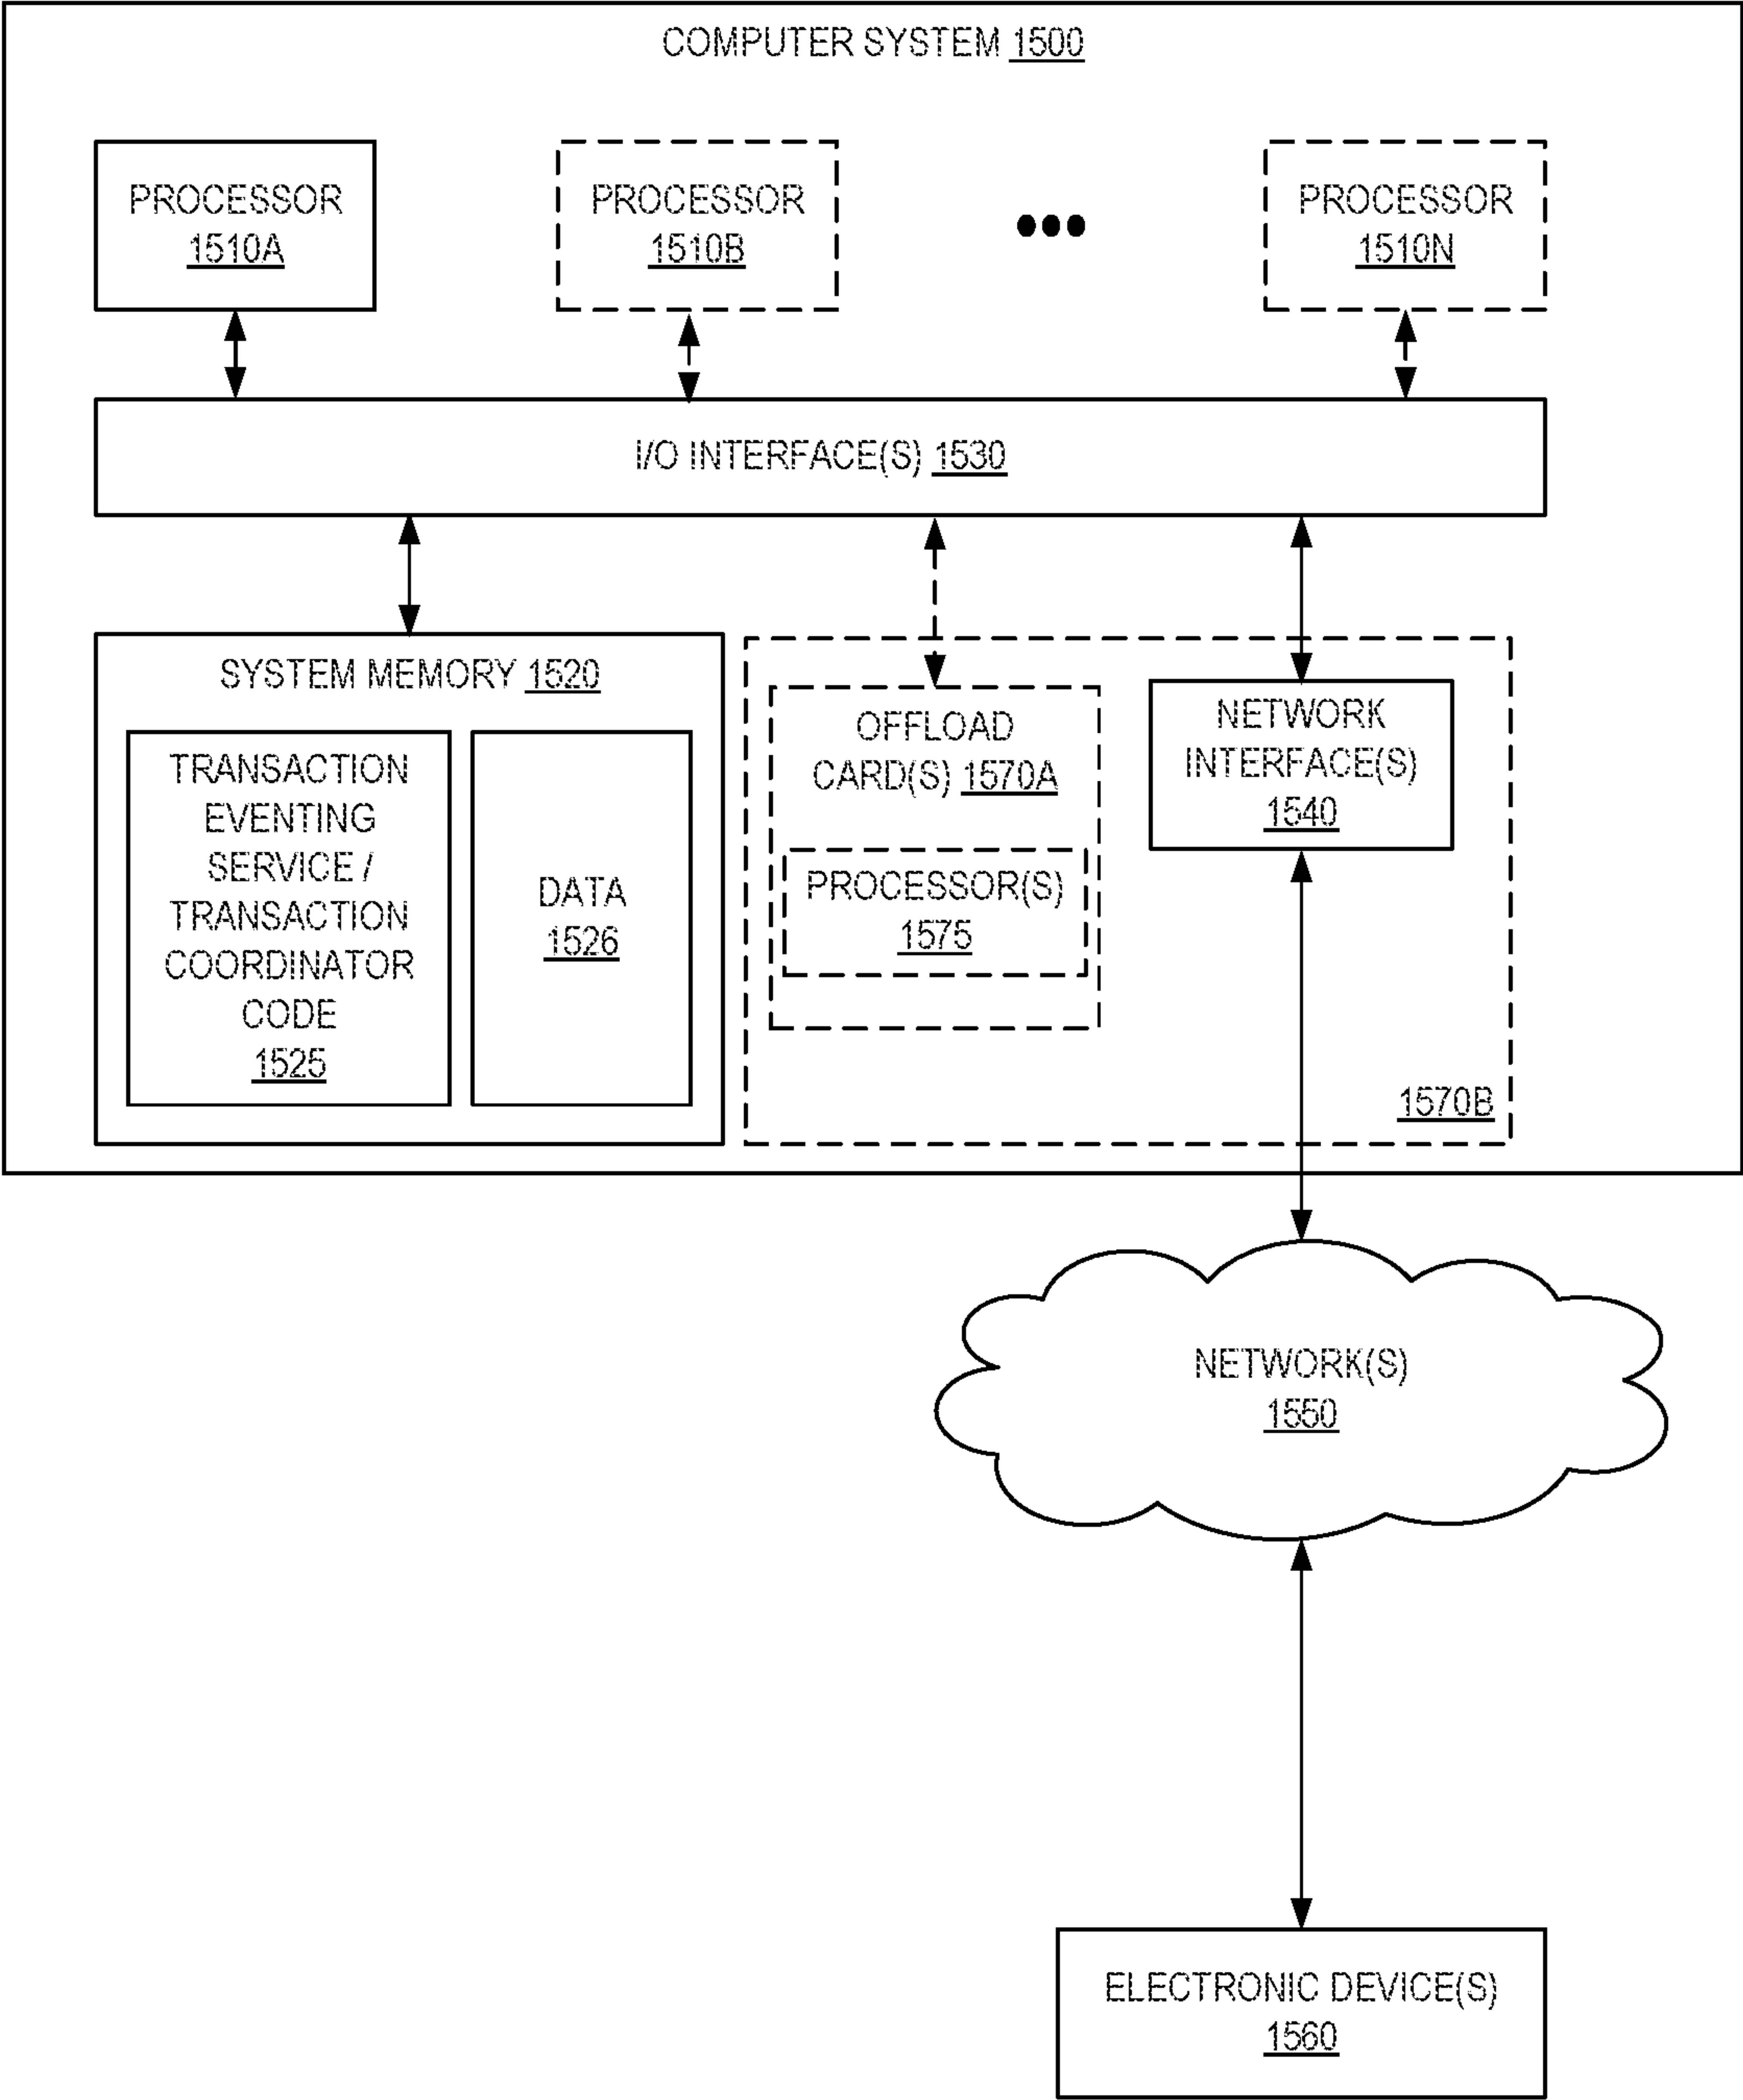 COMPUTER SYSTEM 1500
PROCESSOR
1510A
PROCESSOR
1510B
PROCESSOR
1510N
I/O INTERFACE(S) 1530
SYSTEM MEMORY 1520
TRANSACTION
EVENTING
SERVICE /
TRANSACTION
COORDINATOR
CODE
1525
DATA
1526
OFFLOAD
CARD(S) 1570A
PROCESSOR(S)
1575
NETWORK
INTERFACE(S)
1540
1570B
NETWORK(S)
1550
ELECTRONIC DEVICE(S)
1560